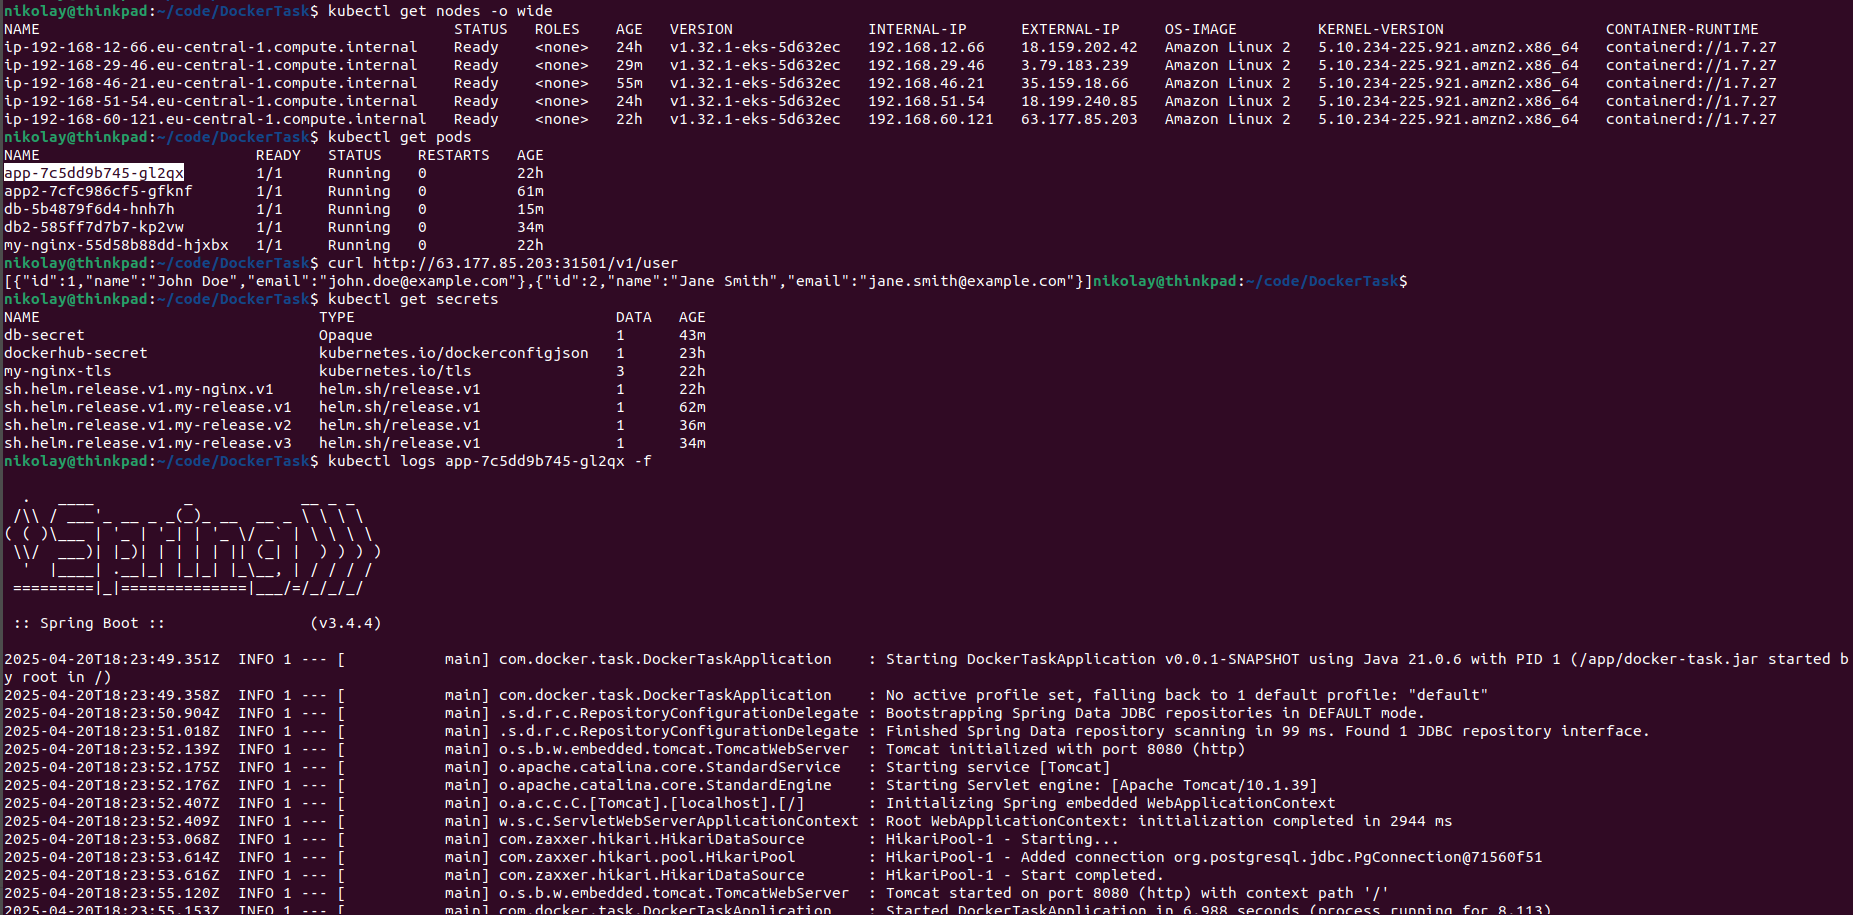 nikolay@thinkpad:~/code/DockerTask$ kubectl get nodes -o wide
NAME                                              STATUS   ROLES    AGE   VERSION               INTERNAL-IP      EXTERNAL-IP     OS-IMAGE         KERNEL-VERSION                  CONTAINER-RUNTIME
ip-192-168-12-66.eu-central-1.compute.internal    Ready    <none>   24h   v1.32.1-eks-5d632ec   192.168.12.66    18.159.202.42   Amazon Linux 2   5.10.234-225.921.amzn2.x86_64   containerd://1.7.27
ip-192-168-29-46.eu-central-1.compute.internal    Ready    <none>   29m   v1.32.1-eks-5d632ec   192.168.29.46    3.79.183.239    Amazon Linux 2   5.10.234-225.921.amzn2.x86_64   containerd://1.7.27
ip-192-168-46-21.eu-central-1.compute.internal    Ready    <none>   55m   v1.32.1-eks-5d632ec   192.168.46.21    35.159.18.66    Amazon Linux 2   5.10.234-225.921.amzn2.x86_64   containerd://1.7.27
ip-192-168-51-54.eu-central-1.compute.internal    Ready    <none>   24h   v1.32.1-eks-5d632ec   192.168.51.54    18.199.240.85   Amazon Linux 2   5.10.234-225.921.amzn2.x86_64   containerd://1.7.27
ip-192-168-60-121.eu-central-1.compute.internal   Ready    <none>   22h   v1.32.1-eks-5d632ec   192.168.60.121   63.177.85.203   Amazon Linux 2   5.10.234-225.921.amzn2.x86_64   containerd://1.7.27
nikolay@thinkpad:~/code/DockerTask$ kubectl get pods
NAME                        READY   STATUS    RESTARTS   AGE
app-7c5dd9b745-gl2qx        1/1     Running   0          22h
app2-7cfc986cf5-gfknf       1/1     Running   0          61m
db-5b4879f6d4-hnh7h         1/1     Running   0          15m
db2-585ff7d7b7-kp2vw        1/1     Running   0          34m
my-nginx-55d58b88dd-hjxbx   1/1     Running   0          22h
nikolay@thinkpad:~/code/DockerTask$ curl http://63.177.85.203:31501/v1/user
[{"id":1,"name":"John Doe","email":"john.doe@example.com"},{"id":2,"name":"Jane Smith","email":"jane.smith@example.com"}]nikolay@thinkpad:~/code/DockerTask$
nikolay@thinkpad:~/code/DockerTask$ kubectl get secrets
NAME                               TYPE                             DATA   AGE
db-secret                          Opaque                           1      43m
dockerhub-secret                   kubernetes.io/dockerconfigjson   1      23h
my-nginx-tls                       kubernetes.io/tls                3      22h
sh.helm.release.v1.my-nginx.v1     helm.sh/release.v1               1      22h
sh.helm.release.v1.my-release.v1   helm.sh/release.v1               1      62m
sh.helm.release.v1.my-release.v2   helm.sh/release.v1               1      36m
sh.helm.release.v1.my-release.v3   helm.sh/release.v1               1      34m
nikolay@thinkpad:~/code/DockerTask$ kubectl logs app-7c5dd9b745-gl2qx -f

  .   ____          _            __ _ _
 /\\ / ___'_ __ _ _(_)_ __  __ _ \ \ \ \
( ( )\___ | '_ | '_| | '_ \/ _` | \ \ \ \
 \\/  ___)| |_)| | | | | || (_| |  ) ) ) )
  '  |____| .__|_| |_|_| |_\__, | / / / /
 =========|_|==============|___/=/_/_/_/

 :: Spring Boot ::                (v3.4.4)

2025-04-20T18:23:49.351Z  INFO 1 --- [           main] com.docker.task.DockerTaskApplication    : Starting DockerTaskApplication v0.0.1-SNAPSHOT using Java 21.0.6 with PID 1 (/app/docker-task.jar started b
y root in /)
2025-04-20T18:23:49.358Z  INFO 1 --- [           main] com.docker.task.DockerTaskApplication    : No active profile set, falling back to 1 default profile: "default"
2025-04-20T18:23:50.904Z  INFO 1 --- [           main] .s.d.r.c.RepositoryConfigurationDelegate : Bootstrapping Spring Data JDBC repositories in DEFAULT mode.
2025-04-20T18:23:51.018Z  INFO 1 --- [           main] .s.d.r.c.RepositoryConfigurationDelegate : Finished Spring Data repository scanning in 99 ms. Found 1 JDBC repository interface.
2025-04-20T18:23:52.139Z  INFO 1 --- [           main] o.s.b.w.embedded.tomcat.TomcatWebServer  : Tomcat initialized with port 8080 (http)
2025-04-20T18:23:52.175Z  INFO 1 --- [           main] o.apache.catalina.core.StandardService   : Starting service [Tomcat]
2025-04-20T18:23:52.176Z  INFO 1 --- [           main] o.apache.catalina.core.StandardEngine    : Starting Servlet engine: [Apache Tomcat/10.1.39]
2025-04-20T18:23:52.407Z  INFO 1 --- [           main] o.a.c.c.C.[Tomcat].[localhost].[/]       : Initializing Spring embedded WebApplicationContext
2025-04-20T18:23:52.409Z  INFO 1 --- [           main] w.s.c.ServletWebServerApplicationContext : Root WebApplicationContext: initialization completed in 2944 ms
2025-04-20T18:23:53.068Z  INFO 1 --- [           main] com.zaxxer.hikari.HikariDataSource       : HikariPool-1 - Starting...
2025-04-20T18:23:53.614Z  INFO 1 --- [           main] com.zaxxer.hikari.pool.HikariPool        : HikariPool-1 - Added connection org.postgresql.jdbc.PgConnection@71560f51
2025-04-20T18:23:53.616Z  INFO 1 --- [           main] com.zaxxer.hikari.HikariDataSource       : HikariPool-1 - Start completed.
2025-04-20T18:23:55.120Z  INFO 1 --- [           main] o.s.b.w.embedded.tomcat.TomcatWebServer  : Tomcat started on port 8080 (http) with context path '/'
2025-04-20T18:23:55.153Z  INFO 1 --- [           main] com.docker.task.DockerTaskApplication    : Started DockerTaskApplication in 6.988 seconds (process running for 8.113)